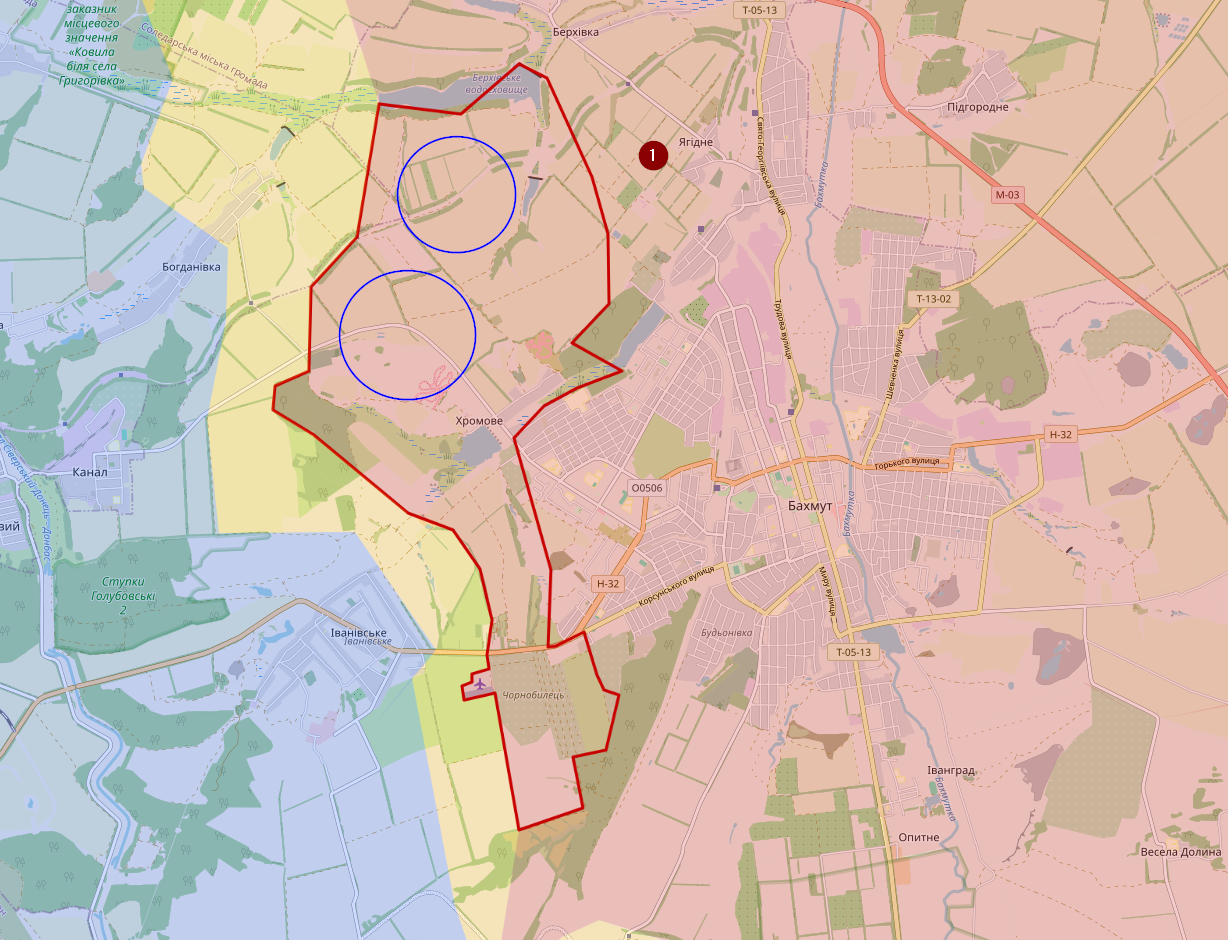 заказник
місцевого
значення
«Ковила
біля села
Григорівка»
Соледарська міська громада
Берхівка
Т-05-13
Берхівське
водосховище
Підгородне
Ягідне
1
Свято-Георгіївська вулиця
Бахмутка
М-03
Богданівка
Т-13-02
Трудова вулиця
Шевченка вулиця
Хромове
Н-32
Канал
Горького вулиця
О0506
Бахмут
Бахмутка
вий
Сіверський Донець - Донбас
Ступки
Голубовські
2
Н-32
Корсунського вулиця
Миру вулиця
Іванівське
Іванівське
Будьонівка
Т-05-13
Чорнобилець
Іванград
Бахмутка
Опитне
Весела Долина